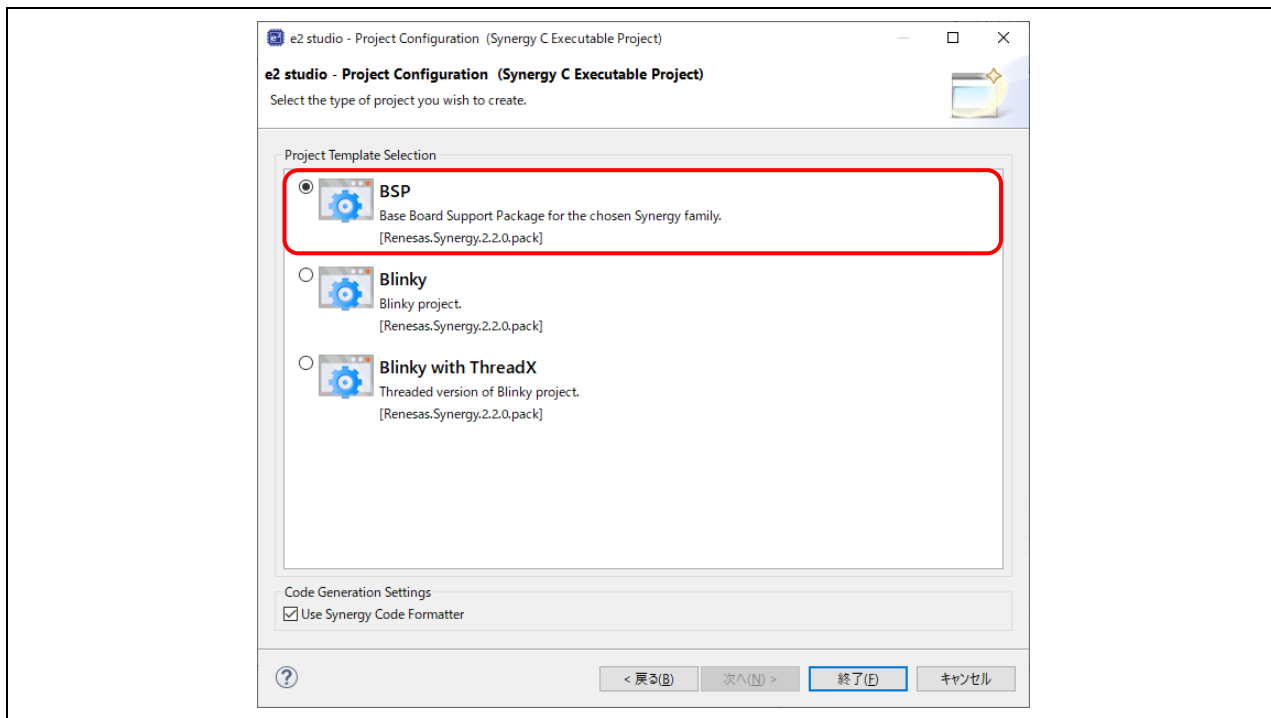 e2 studio - Project Configuration (Synergy C Executable Project)
e2 studio - Project Configuration (Synergy C Executable Project)
Select the type of project you wish to create.
Project Template Selection
BSP
Base Board Support Package for the chosen Synergy family.
[Renesas.Synergy.2.2.0.pack]
Blinky
Blinky project.
[Renesas.Synergy.2.2.0.pack]
Blinky with ThreadX
Threaded version of Blinky project.
[Renesas.Synergy.2.2.0.pack]
Code Generation Settings
Use Synergy Code Formatter
? < 戻る(B) 次へ(N) > 終了(F) キャンセル